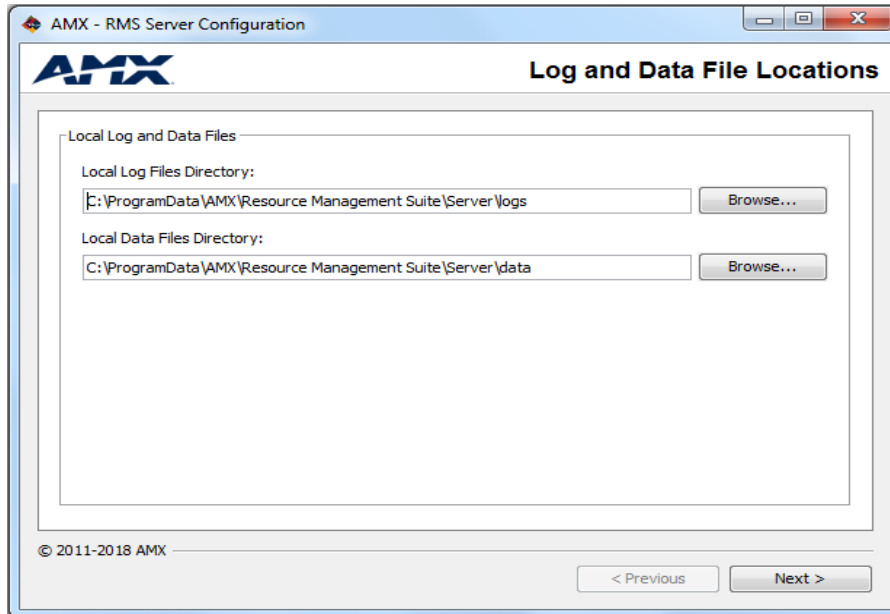 AMX - RMS Server Configuration
AMX
Log and Data File Locations
Local Log and Data Files
Local Log Files Directory:
C:\ProgramData\AMX\Resource Management Suite\Server\logs
Browse...
Local Data Files Directory:
C:\ProgramData\AMX\Resource Management Suite\Server\data
Browse...
© 2011-2018 AMX
< Previous
Next >